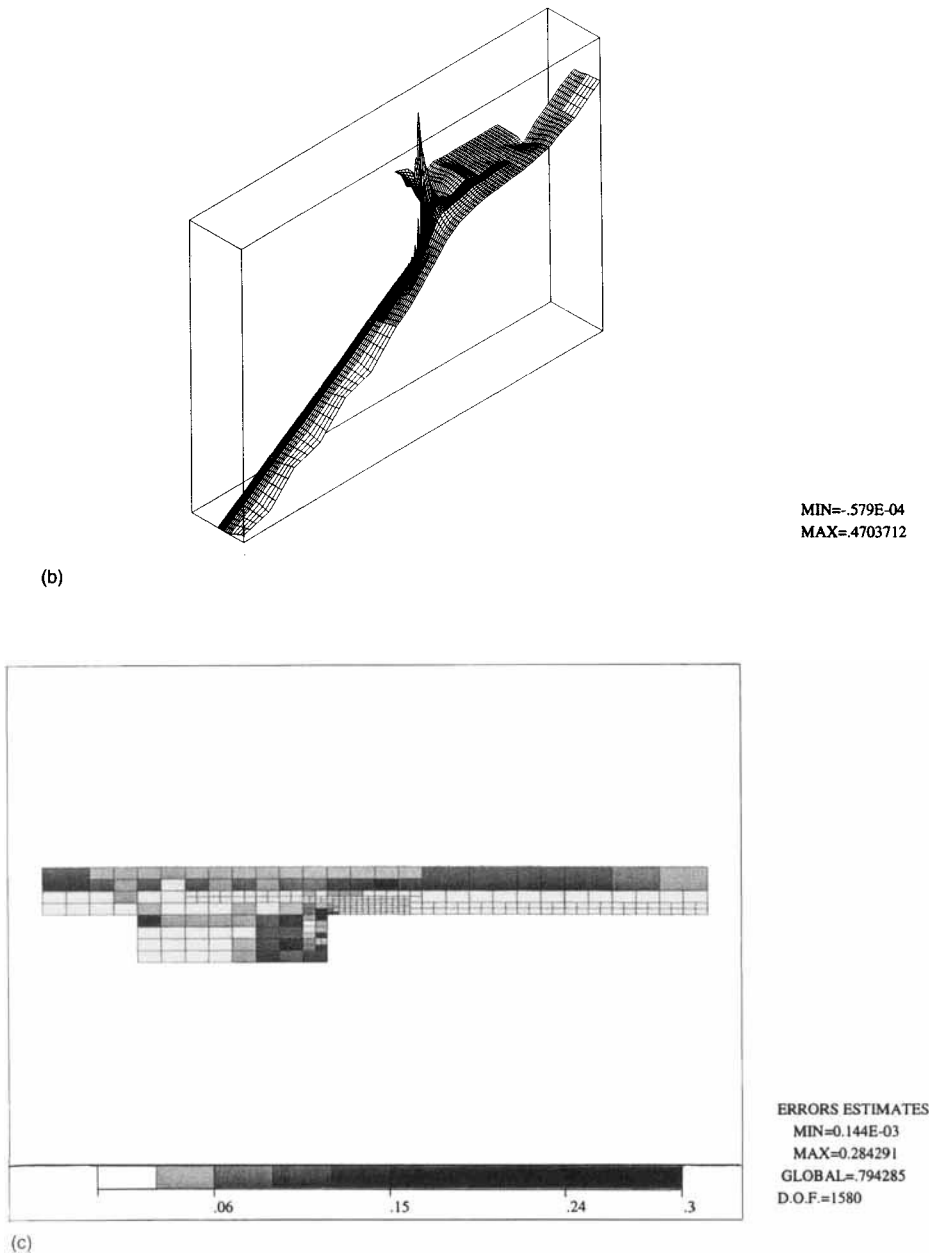 MIN=-.579E-04
MAX=.4703712
(b)
ERRORS ESTIMATES
MIN=0.144E-03
MAX=0.284291
GLOBAL=.794285
D.O.F.=1580
.06 .15 .24 .3
(c)